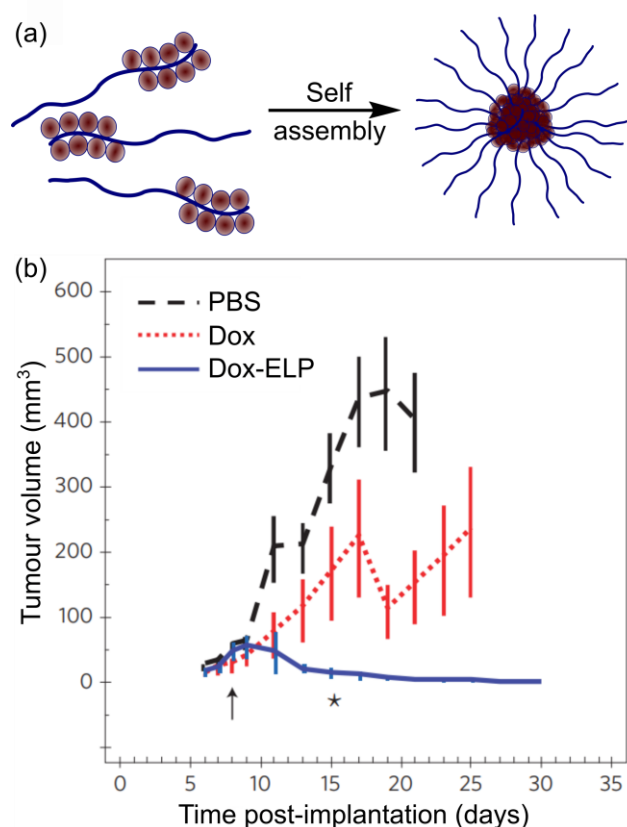 (a)
Self
assembly
(b)
600
500
400
300
200
100
0
PBS
Dox
Dox-ELP
Tumour volume (mm³)
*
0 5 10 15 20 25 30 35
Time post-implantation (days)